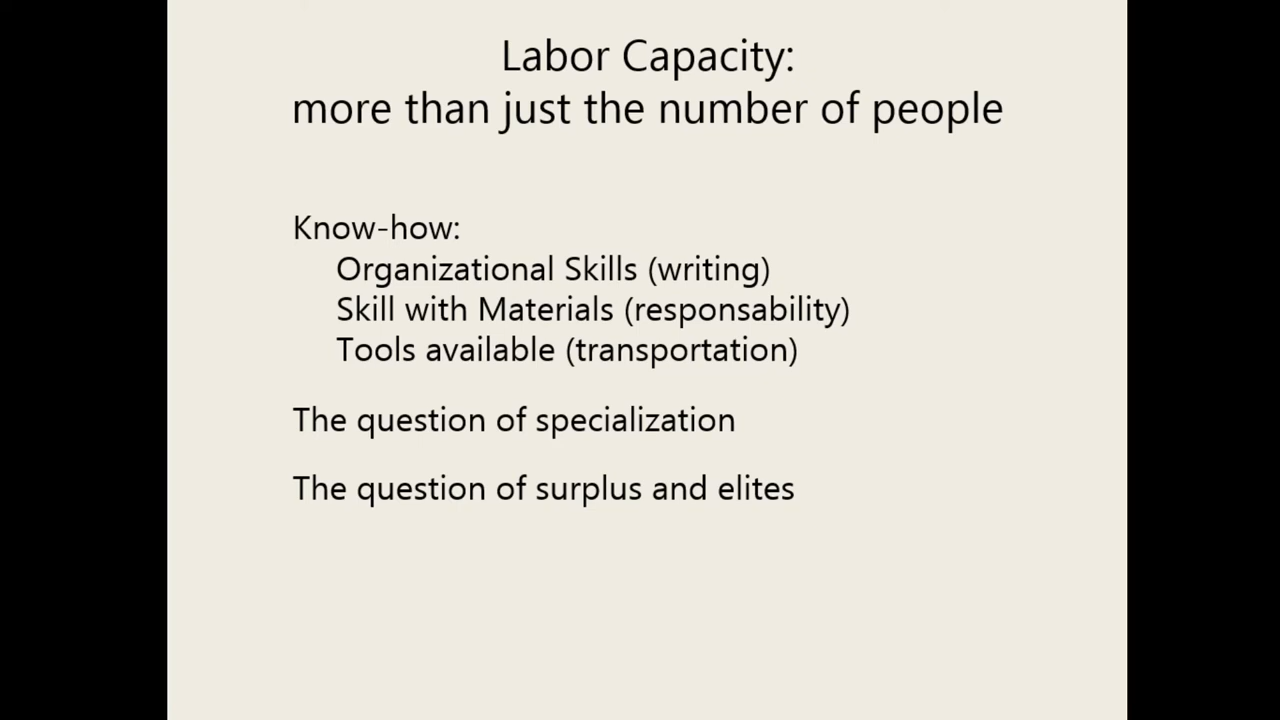 Labor Capacity:
more than just the number of people
Know-how:
Organizational Skills (writing)
Skill with Materials (responsability)
Tools available (transportation)
The question of specialization
The question of surplus and elites